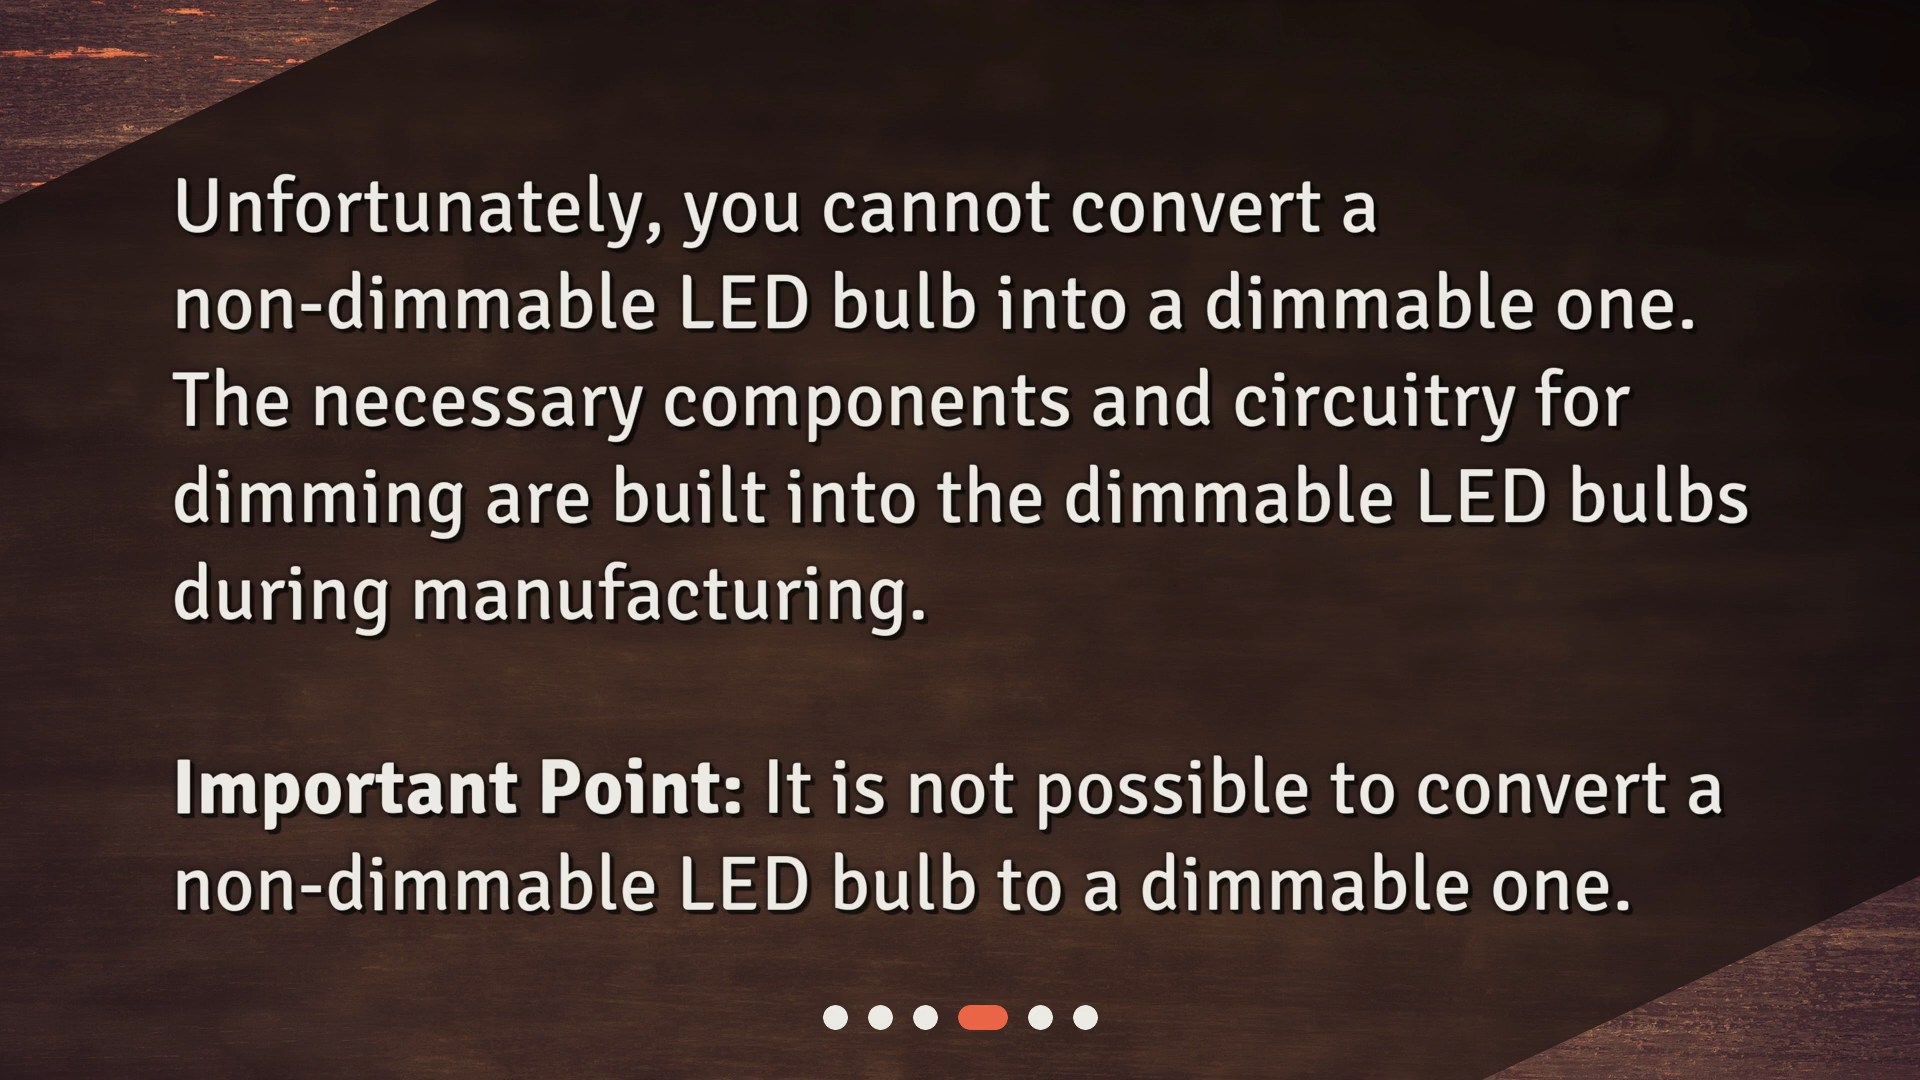 Unfortunately, you cannot convert a
non-dimmable LED bulb into a dimmable one.
The necessary components and circuitry for
dimming are built into the dimmable LED bulbs
during manufacturing.
Important Point: It is not possible to convert a
non-dimmable LED bulb to a dimmable one.